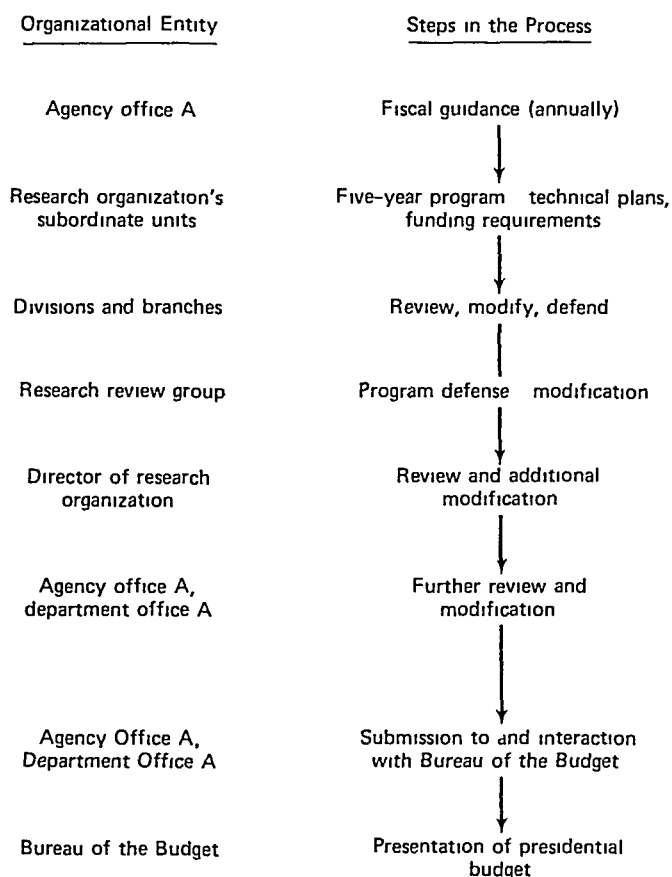 Organizational Entity
Steps in the Process
Agency office A
Fiscal guidance (annually)
Research organization's
subordinate units
Five-year program technical plans,
funding requirements
Divisions and branches
Review, modify, defend
Research review group
Program defense modification
Director of research
organization
Review and additional
modification
Agency office A,
department office A
Further review and
modification
Agency Office A,
Department Office A
Submission to and interaction
with Bureau of the Budget
Bureau of the Budget
Presentation of presidential
budget